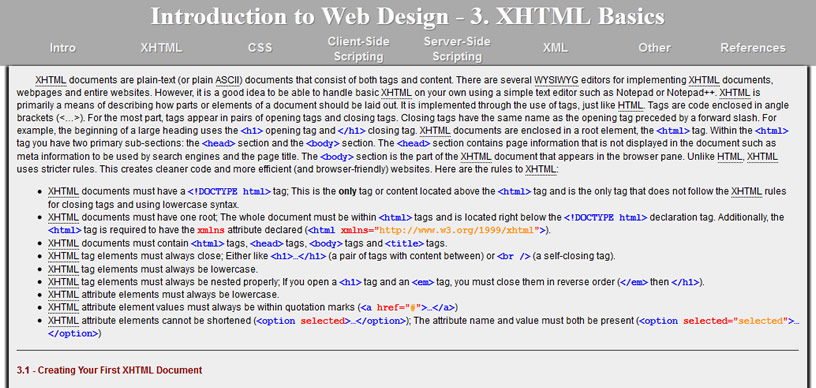 Introduction to Web Design - 3. XHTML Basics
Intro XHTML CSS Client-Side Scripting Server-Side Scripting XML Other References
XHTML documents are plain-text (or plain ASCII) documents that consist of both tags and content. There are several WYSIWYG editors for implementing XHTML documents,
webpages and entire websites. However, it is a good idea to be able to handle basic XHTML on your own using a simple text editor such as Notepad or Notepad++. XHTML is
primarily a means of describing how parts or elements of a document should be laid out. It is implemented through the use of tags, just like HTML. Tags are code enclosed in angle
brackets (<...>). For the most part, tags appear in pairs of opening tags and closing tags. Closing tags have the same name as the opening tag preceded by a forward slash. For
example, the beginning of a large heading uses the <h1> opening tag and </h1> closing tag. XHTML documents are enclosed in a root element, the <html> tag. Within the <html>
tag you have two primary sub-sections: the <head> section and the <body> section. The <head> section contains page information that is not displayed in the document such as
meta information to be used by search engines and the page title. The <body> section is the part of the XHTML document that appears in the browser pane. Unlike HTML, XHTML
uses stricter rules. This creates cleaner code and more efficient (and browser-friendly) websites. Here are the rules to XHTML:
• XHTML documents must have a <!DOCTYPE html> tag; This is the only tag or content located above the <html> tag and is the only tag that does not follow the XHTML rules
for closing tags and using lowercase syntax.
• XHTML documents must have one root; The whole document must be within <html> tags and is located right below the <!DOCTYPE html> declaration tag. Additionally, the
<html> tag is required to have the xmlns attribute declared (<html xmlns="http://www.w3.org/1999/xhtml">).
• XHTML documents must contain <html> tags, <head> tags, <body> tags and <title> tags.
• XHTML tag elements must always close; Either like <h1>…</h1> (a pair of tags with content between) or <br /> (a self-closing tag).
• XHTML tag elements must always be lowercase.
• XHTML tag elements must always be nested properly; If you open a <h1> tag and an <em> tag, you must close them in reverse order (</em> then </h1>).
• XHTML attribute elements must always be lowercase.
• XHTML attribute element values must always be within quotation marks (<a href="#">…</a>)
• XHTML attribute elements cannot be shortened (<option selected>…</option>); The attribute name and value must both be present (<option selected="selected">…
</option>)
3.1 - Creating Your First XHTML Document